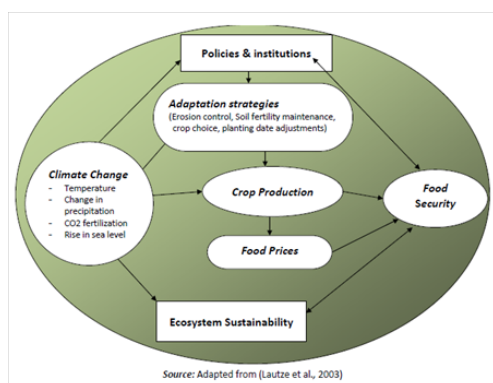 Policies & institutions
Adaptation strategies
(Erosion control, Soil fertility maintenance,
crop choice, planting date adjustments)
Climate Change
- Temperature
- Change in
precipitation
- CO2 fertilization
- Rise in sea level
Crop Production
Food
Security
Food Prices
Ecosystem Sustainability
Source: Adapted from (Lautze et al., 2003)